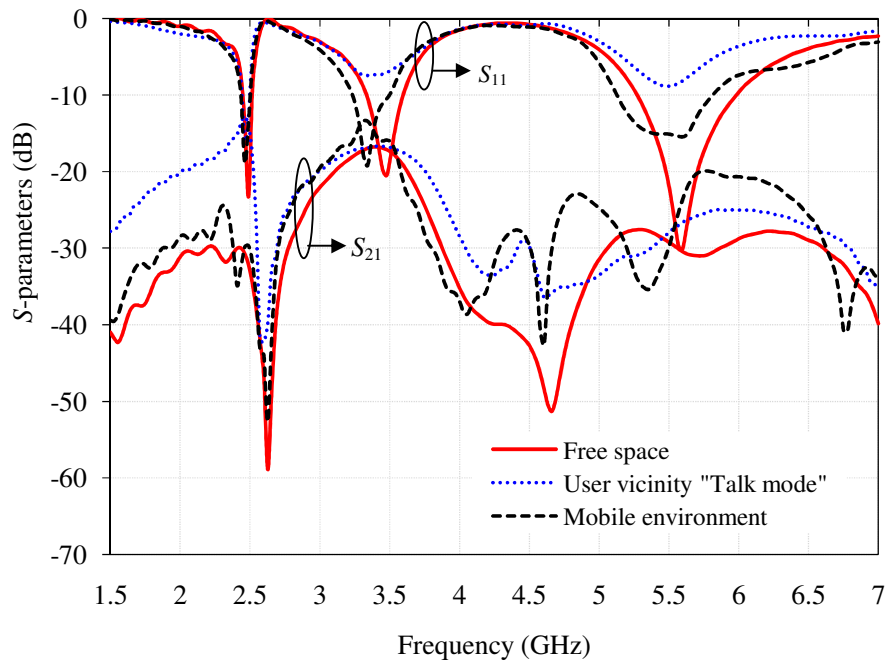 0
-10
-20
-30
-40
-50
-60
-70
S-parameters (dB)
S11
S21
Free space
User vicinity "Talk mode"
Mobile environment
1.5 2 2.5 3 3.5 4 4.5 5 5.5 6 6.5 7
Frequency (GHz)